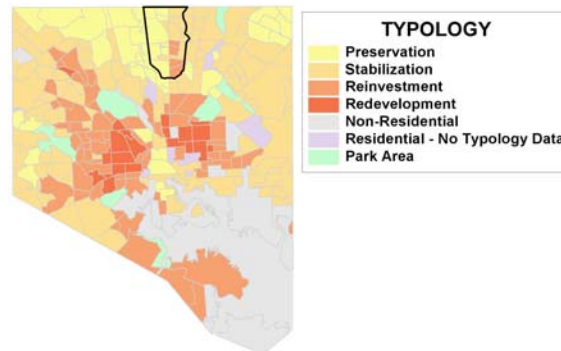 TYPOLOGY
Preservation
Stabilization
Reinvestment
Redevelopment
Non-Residential
Residential - No Typology Data
Park Area